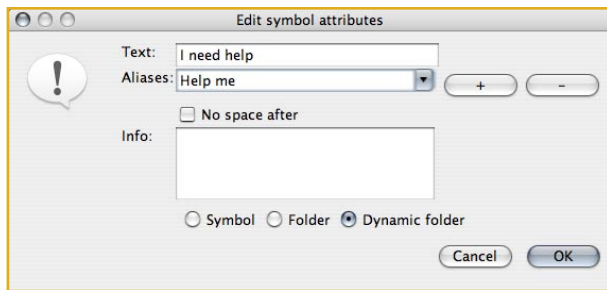 Edit symbol attributes
Text: I need help
Aliases: Help me + -
No space after
Info:
Symbol Folder Dynamic folder
Cancel OK